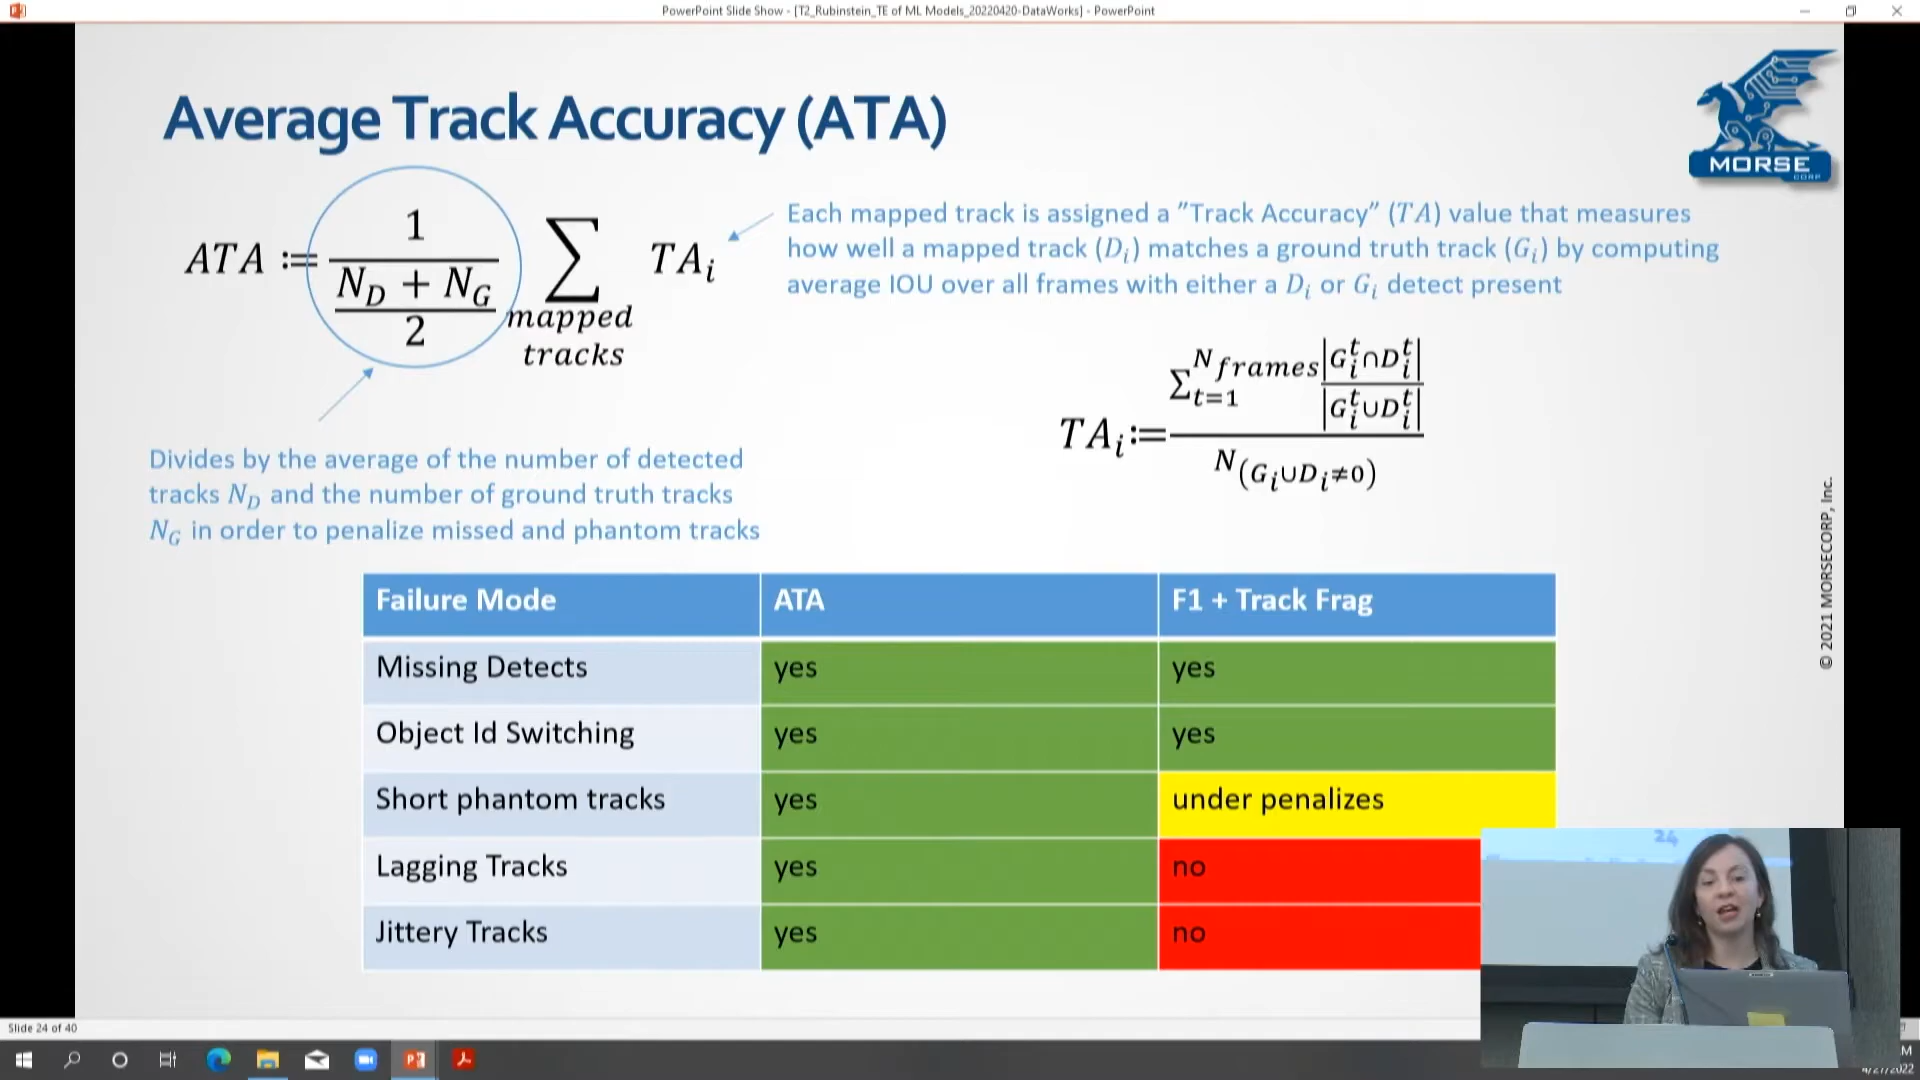 PowerPoint Slide Show - [T2_Rubinstein_TE of ML Models_20220420-DataWorks] - PowerPoint
Average Track Accuracy (ATA)
MORSE
CORP
ATA := 1 / ((N_D + N_G) / 2) ∑ mapped tracks TA_i
Each mapped track is assigned a "Track Accuracy" (TA) value that measures
how well a mapped track (D_i) matches a ground truth track (G_i) by computing
average IOU over all frames with either a D_i or G_i detect present
TA_i := ∑_{t=1}^{N_frames} |G_i^t ∩ D_i^t| / |G_i^t ∪ D_i^t| / N_(G_i∪D_i≠0)
Divides by the average of the number of detected
tracks N_D and the number of ground truth tracks
N_G in order to penalize missed and phantom tracks
© 2021 MORSECORP, Inc.
Failure Mode ATA F1 + Track Frag
Missing Detects yes yes
Object Id Switching yes yes
Short phantom tracks yes under penalizes
Lagging Tracks yes no
Jittery Tracks yes no
24
Slide 24 of 40